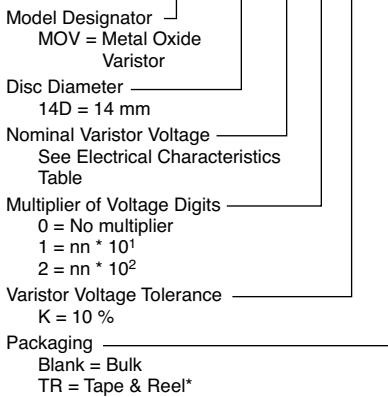 Model Designator
MOV = Metal Oxide
Varistor
Disc Diameter
14D = 14 mm
Nominal Varistor Voltage
See Electrical Characteristics
Table
Multiplier of Voltage Digits
0 = No multiplier
1 = nn * 10¹
2 = nn * 10²
Varistor Voltage Tolerance
K = 10 %
Packaging
Blank = Bulk
TR = Tape & Reel*